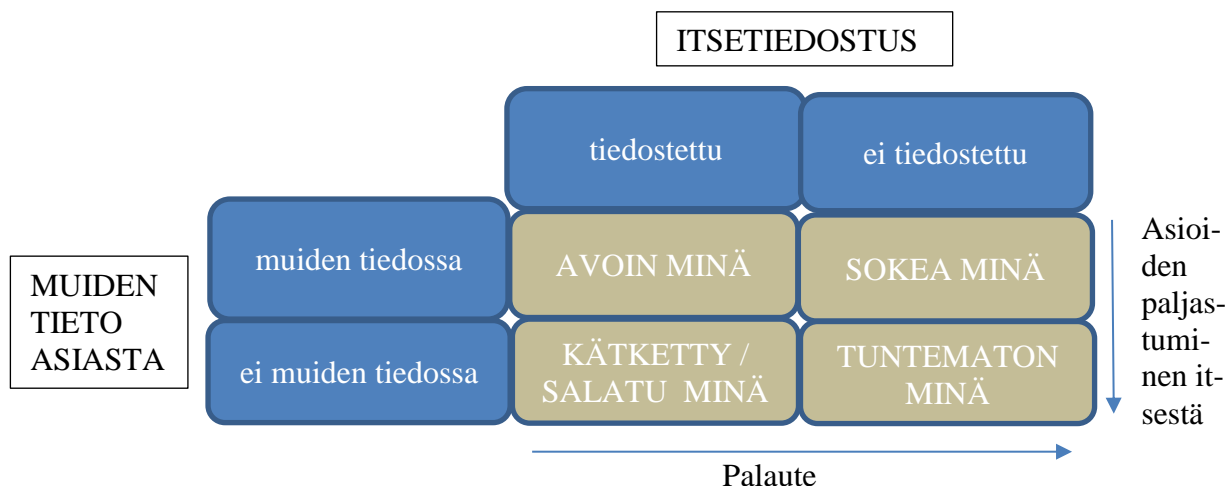 ITSETIEDOSTUS
tiedostettu
ei tiedostettu
muiden tiedossa
AVOIN MINÄ
SOKEA MINÄ
MUIDEN
TIETO
ASIASTA
ei muiden tiedossa
KÄTKETTY /
SALATU MINÄ
TUNTEMATON
MINÄ
Asioi-
den
paljas-
tumi-
nen it-
sestä
Palaute